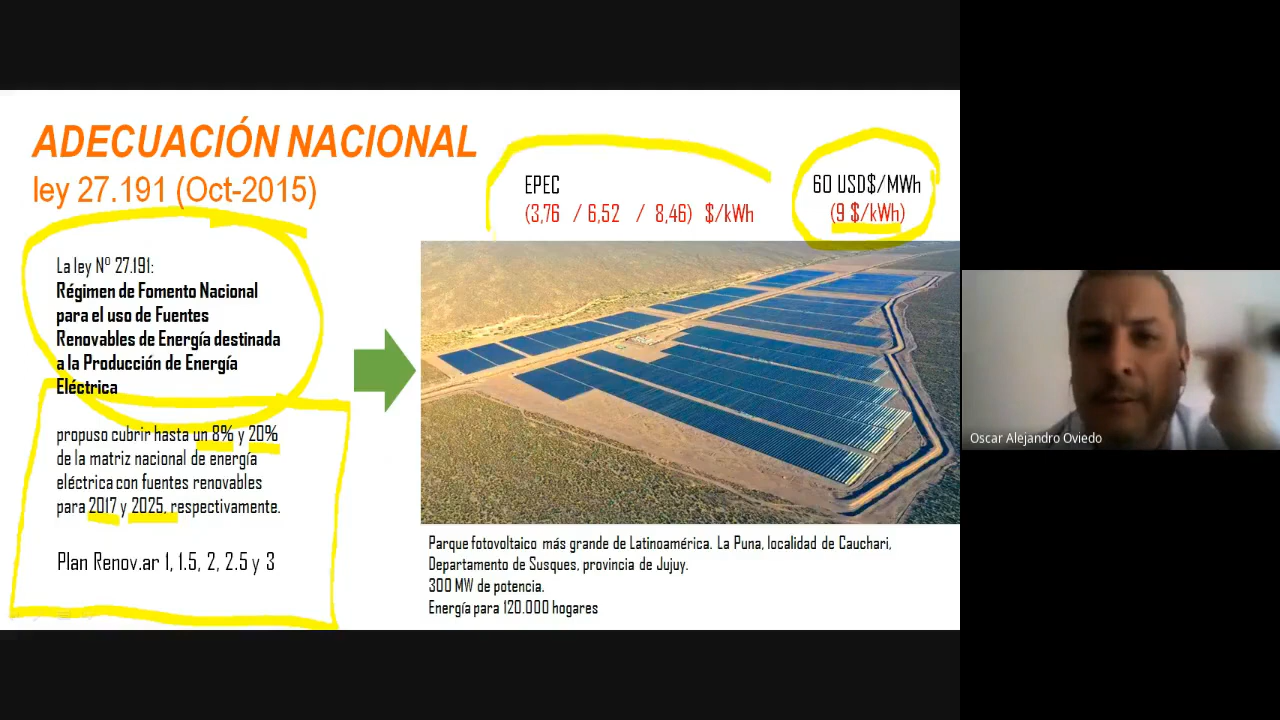 ADECUACIÓN NACIONAL
ley 27.191 (Oct-2015)
EPEC
(3,76 / 6,52 / 8,46) $/kWh
60 USD$/MWh
(9 $/kWh)
La ley N° 27.191:
Régimen de Fomento Nacional
para el uso de Fuentes
Renovables de Energía destinada
a la Producción de Energía
Eléctrica
propuso cubrir hasta un 8% y 20%
de la matriz nacional de energía
eléctrica con fuentes renovables
para 2017 y 2025, respectivamente.
Plan Renov.ar 1, 1.5, 2, 2.5 y 3
Parque fotovoltaico más grande de Latinoamérica. La Puna, localidad de Cauchari,
Departamento de Susques, provincia de Jujuy.
300 MW de potencia.
Energía para 120.000 hogares
Oscar Alejandro Oviedo